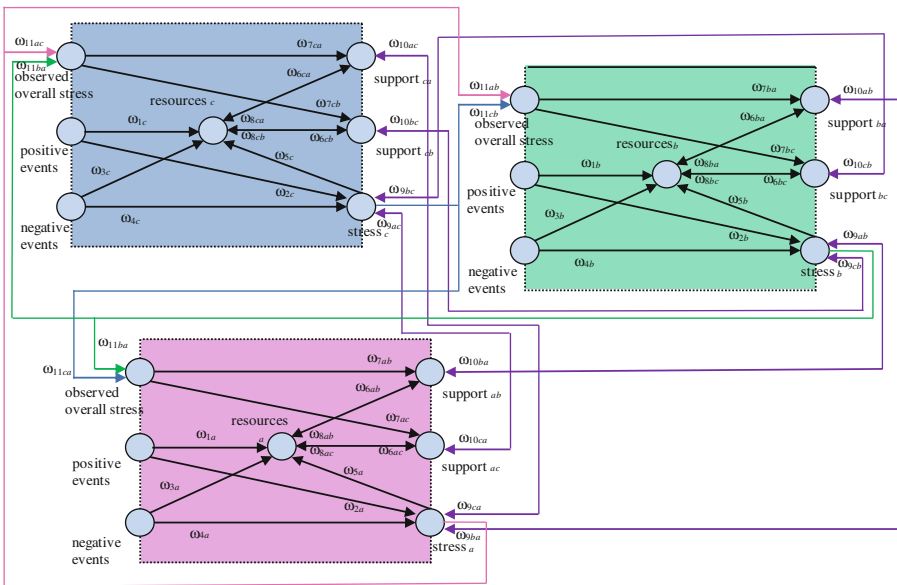 ω11ac
ω11ba
observed
overall stress
ω7ca
ω10ac
support ca
ω6ca
resources c
ω7cb
ω1c
ω8ca
ω8cb
ω6cb
ω10bc
support cb
positive
events
ω3c
ω5c
ω2c
ω9bc
ω4c
stress c
ω9ac
negative
events
ω11ab
ω11cb
observed
overall stress
ω7ba
ω10ab
support ba
ω6ba
resources b
ω7bc
ω1b
ω8ba
ω8bc
ω6bc
ω10cb
support bc
positive
events
ω3b
ω5b
ω2b
ω9ab
ω4b
stress b
ω9cb
negative
events
ω11ba
ω11ca
observed
overall stress
ω7ab
ω10ba
support ab
ω6ab
resources
a
ω7ac
ω1a
ω8ab
ω8ac
ω6ac
ω10ca
support ac
positive
events
ω3a
ω5a
ω2a
ω9ca
ω4a
ω9ba
stress a
negative
events